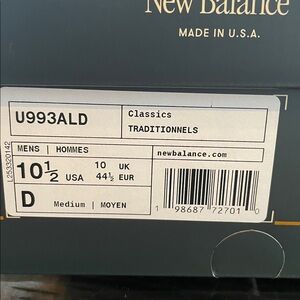 New Balance
MADE IN U.S.A.
U993ALD
Classics
TRADITIONNELS
MENS | HOMMES
newbalance.com
10½ USA
10 UK
44½ EUR
D Medium | MOYEN
L253320142
1 98687 72701 0